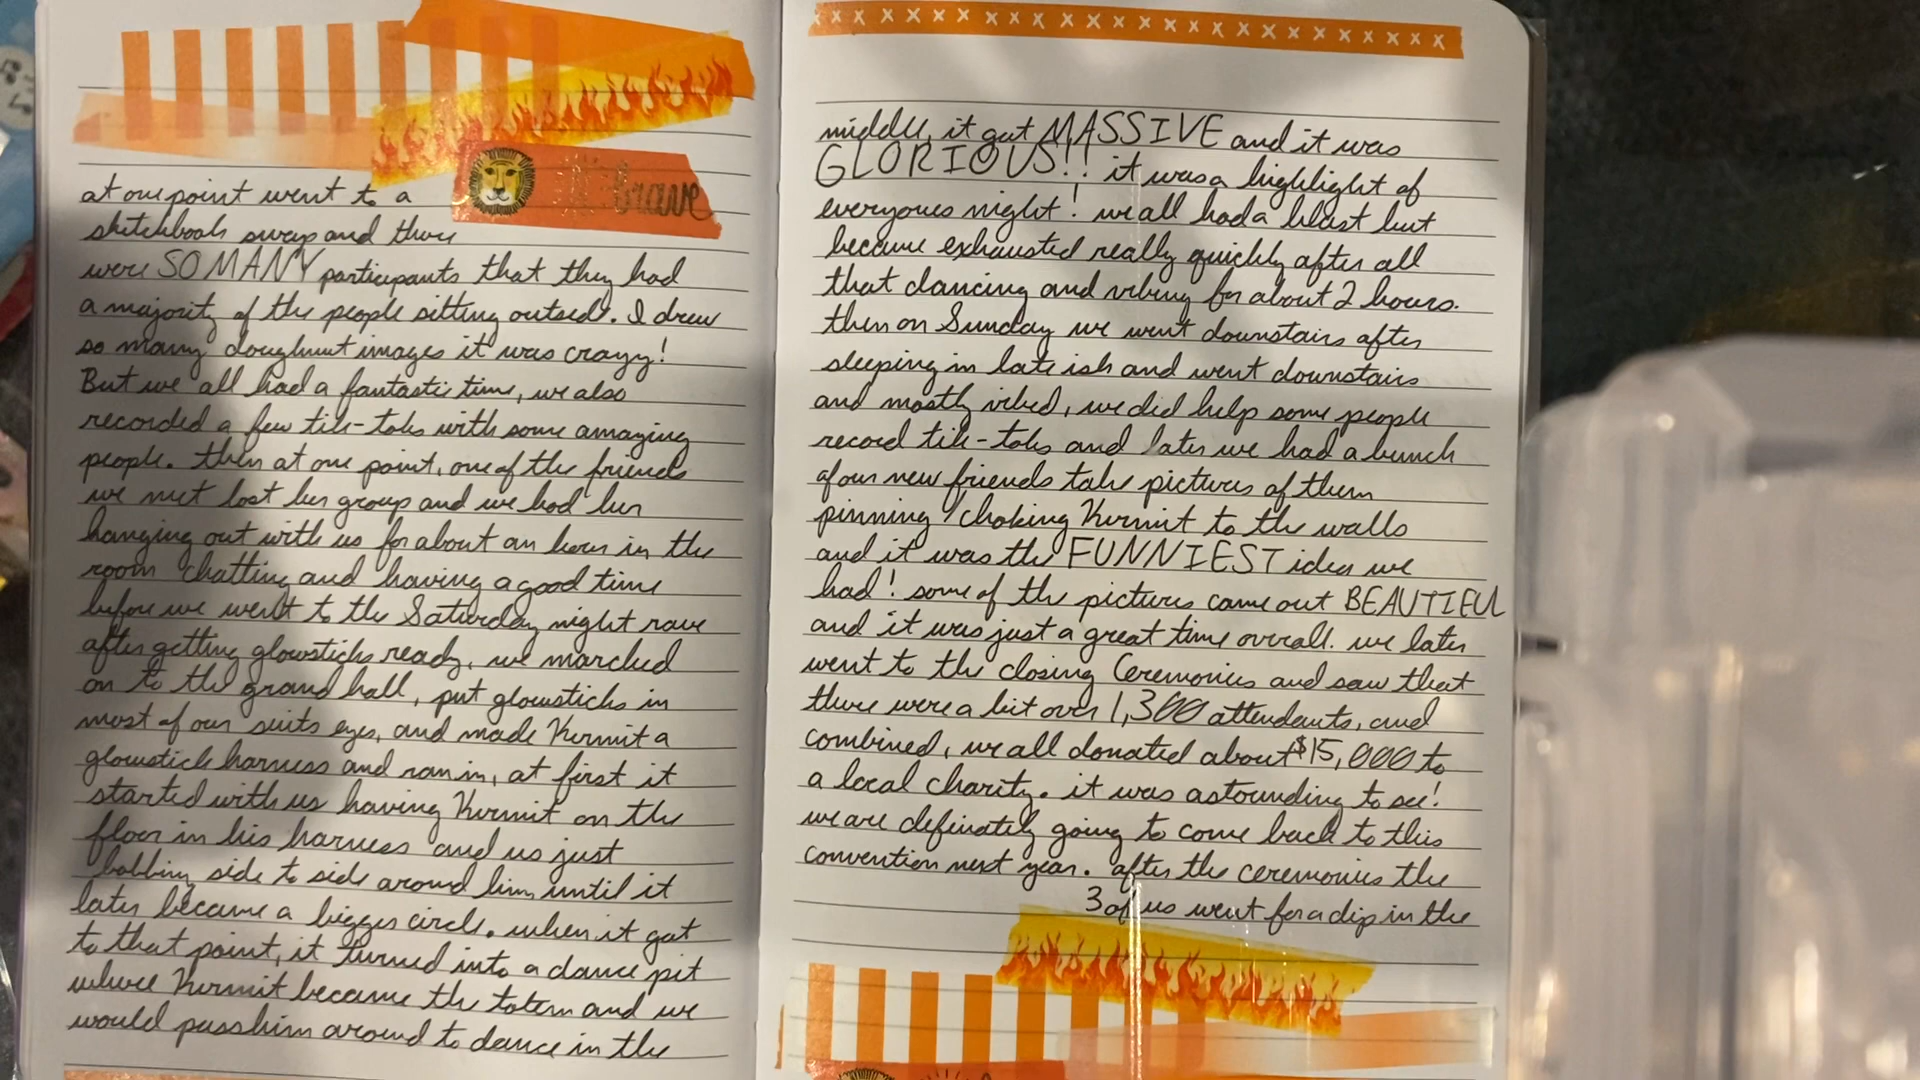 be brave
at one point went to a
sketchbook swap and there
were SO MANY participants that they had
a majority of the people sitting outside. I drew
so many doughnut images it was crazy!
But we all had a fantastic time, we also
recorded a few tik-toks with some amazing
people. then at one point, one of the friends
we met lost her group and we had her
hanging out with us for about an hour in the
room chatting and having a good time
before we went to the Saturday night rave
after getting glowsticks ready, we marched
on to the grand hall, put glowsticks in
most of our suits eyes, and made Kermit a
glowstick harness and ran in, at first it
started with us having Kermit on the
floor in his harness and us just
bobbing side to side around him until it
later became a bigger circle. when it got
to that point, it turned into a dance pit
where Kermit became the totem and we
would pass him around to dance in the
middle, it got MASSIVE and it was
GLORIOUS!! it was a highlight of
everyones night! we all had a blast but
became exhausted really quickly after all
that dancing and vibing for about 2 hours.
then on Sunday we went downstairs after
sleeping in late ish and went downstairs
and mostly vibed, we did help some people
record tik-toks and later we had a bunch
of our new friends take pictures of them
pinning/choking Kermit to the walls
and it was the FUNNIEST idea we
had! some of the pictures came out BEAUTIFUL
and it was just a great time overall. we later
went to the closing Ceremonies and saw that
there were a bit over 1,300 attendants, and
combined, we all donated about $15,000 to
a local charity. it was astounding to see!
we are definately going to come back to this
convention next year. after the ceremonies the
3 of us went for a dip in the